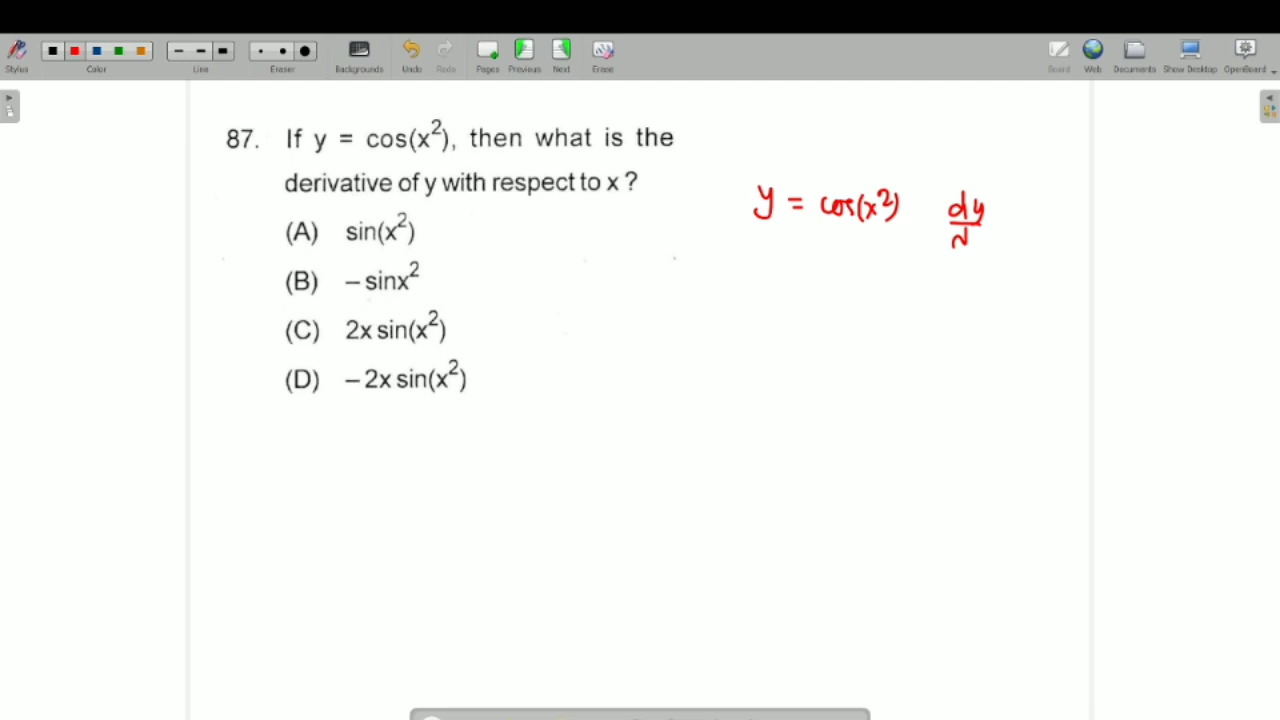 Stylus Color Line Eraser Backgrounds Undo Redo Pages Previous Next Erase Board Web Documents Show Desktop OpenBoard
87. If y = cos(x²), then what is the
derivative of y with respect to x ?
(A) sin(x²)
(B) – sinx²
(C) 2x sin(x²)
(D) – 2x sin(x²)
y = cos(x²) dy